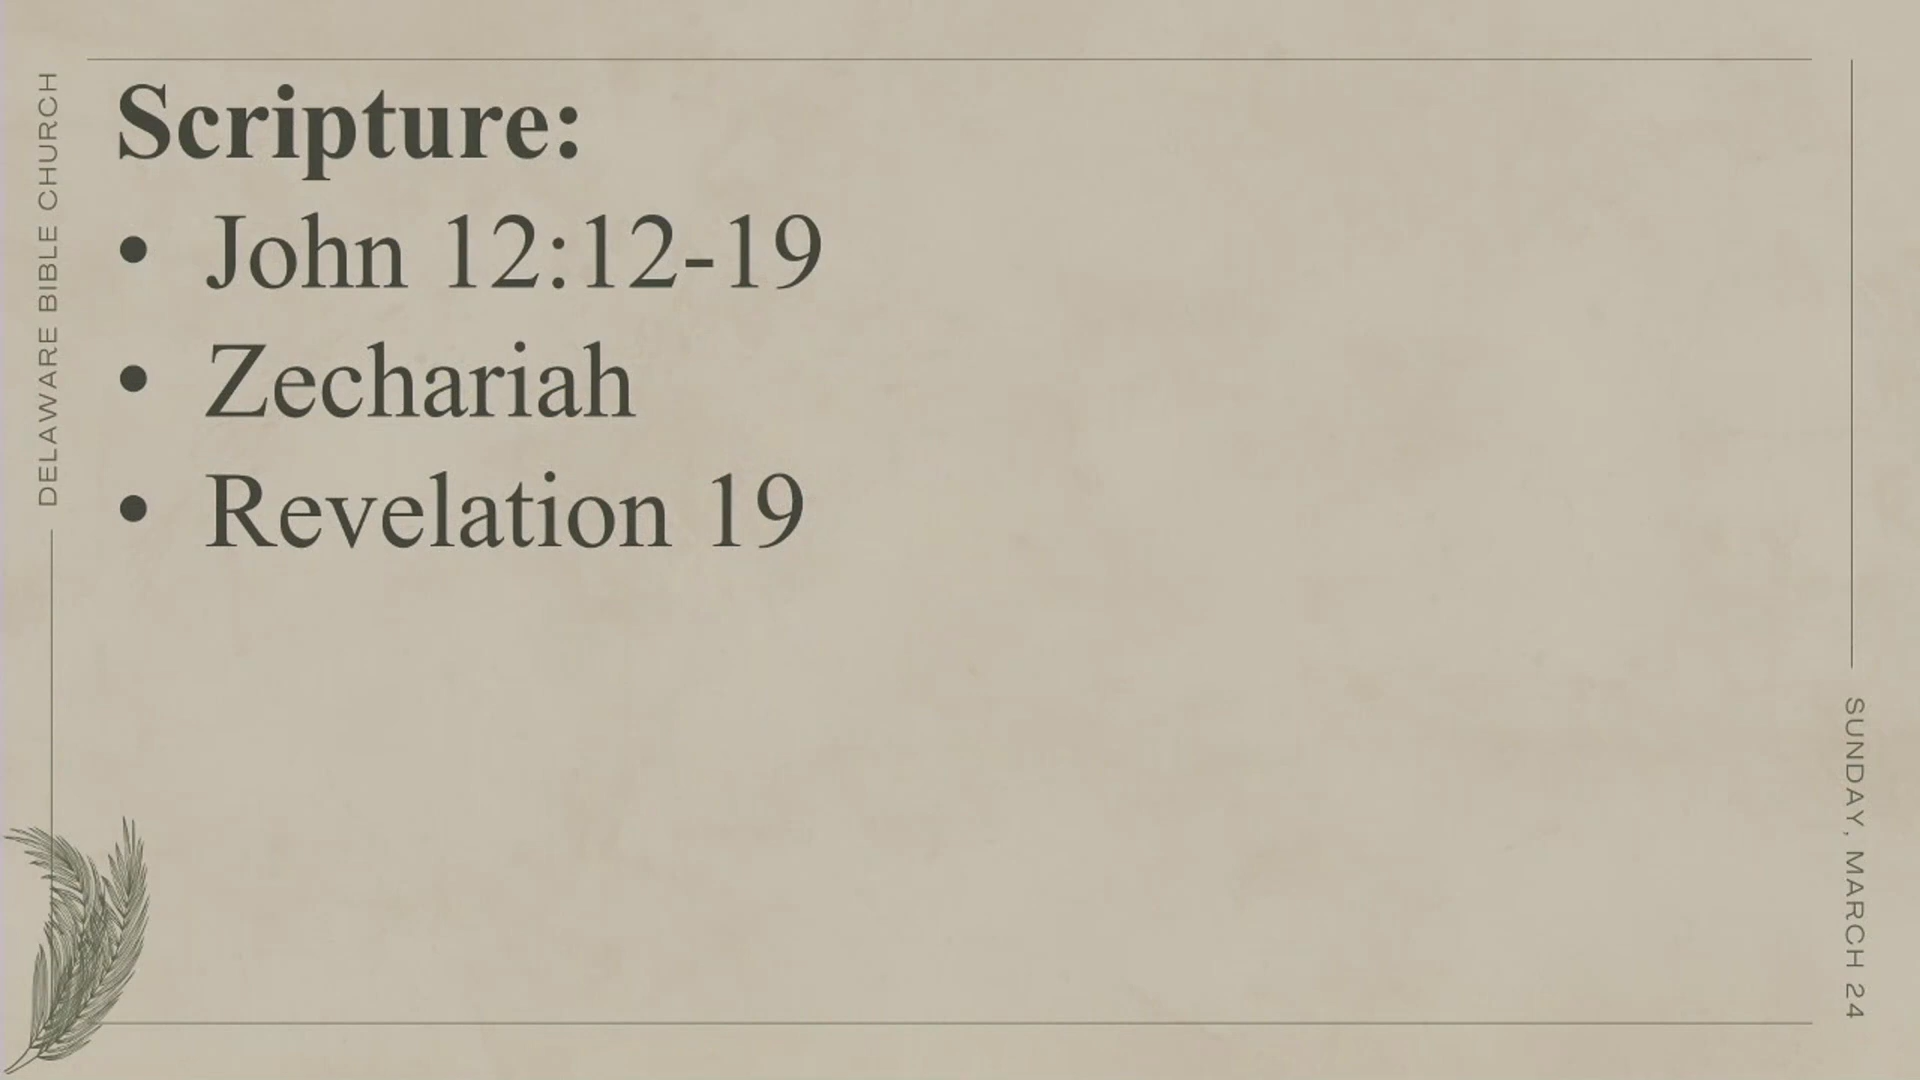 DELAWARE BIBLE CHURCH
Scripture:
• John 12:12-19
• Zechariah
• Revelation 19
SUNDAY, MARCH 24